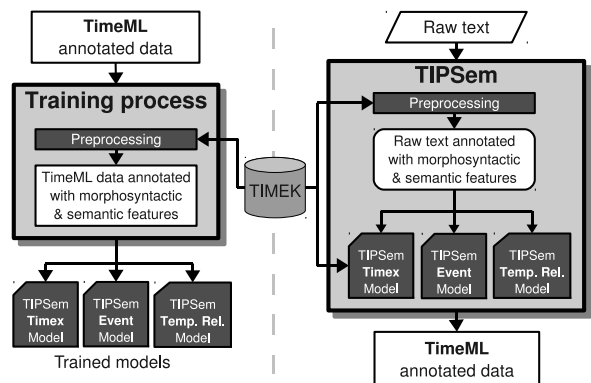 TimeML
annotated data
Training process
Preprocessing
TimeML data annotated
with morphosyntactic
& semantic features
TIPSem
Timex
Model
TIPSem
Event
Model
TIPSem
Temp. Rel.
Model
Trained models
TIMEK
Raw text
TIPSem
Preprocessing
Raw text annotated
with morphosyntactic
& semantic features
TIPSem
Timex
Model
TIPSem
Event
Model
TIPSem
Temp. Rel.
Model
TimeML
annotated data